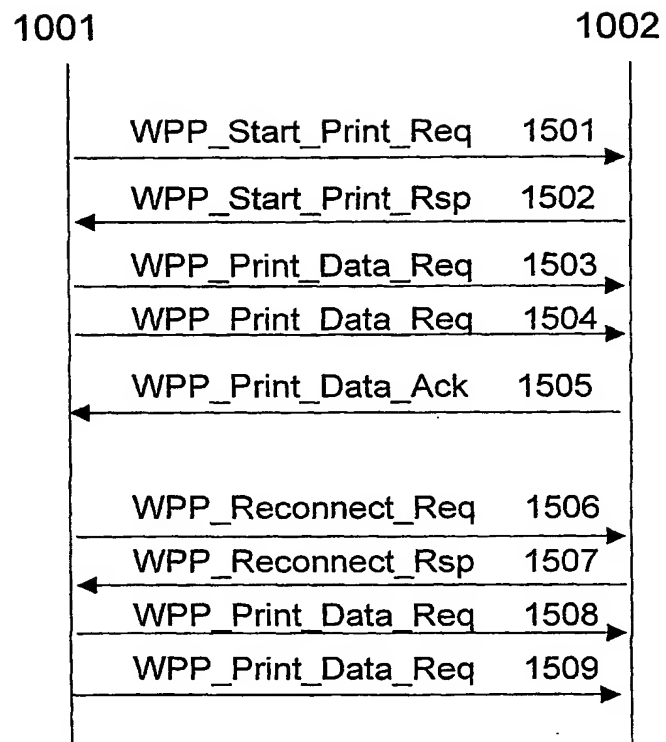 1001 1002
WPP_Start_Print_Req 1501
WPP_Start_Print_Rsp 1502
WPP_Print_Data_Req 1503
WPP_Print_Data_Req 1504
WPP_Print_Data_Ack 1505
WPP_Reconnect_Req 1506
WPP_Reconnect_Rsp 1507
WPP_Print_Data_Req 1508
WPP_Print_Data_Req 1509